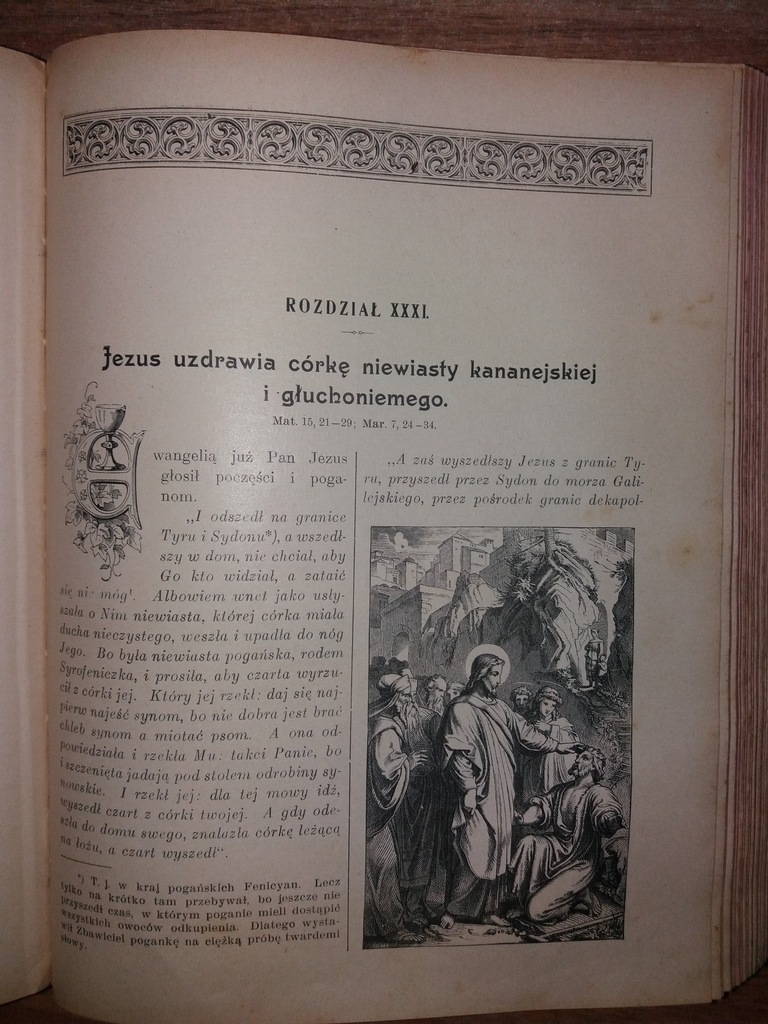 ROZDZIAŁ XXXI.
Jezus uzdrawia córkę niewiasty kananejskiej
i głuchoniemego.
Mat. 15, 21–29; Mar. 7, 24–34.
Ewangelią już Pan Jezus
głosił poczęści i poga-
nom.
„I odszedł na granice
Tyru i Sydonu*), a wszedł-
szy w dom, nie chciał, aby
Go kto widział, a zataić
się nie mógł. Albowiem wnet jako usły-
szała o Nim niewiasta, której córka miała
ducha nieczystego, weszła i upadła do nóg
Jego. Bo była niewiasta pogańska, rodem
Syrofeniczka, i prosiła, aby czarta wyrzu-
cił z córki jej. Który jej rzekł: daj się naj-
pierw najeść synom, bo nie dobra jest brać
chleb synom a miotać psom. A ona od-
powiedziała i rzekła Mu: takci Panie, bo
i szczenięta jadają pod stołem odrobiny sy-
nowskie. I rzekł jej: dla tej mowy idź,
wyszedł czart z córki twojej. A gdy ode-
szła do domu swego, znalazła córkę leżącą
na łożu, a czart wyszedł“.
*) T. j. w kraj pogańskich Fenicyan. Lecz
tylko na krótko tam przebywał, bo jeszcze nie
przyszedł czas, w którym poganie mieli dostąpić
wszystkich owoców odkupienia. Dlatego wysta-
wił Zbawiciel pogankę na ciężką próbę twardemi
słowy.
„A zaś wyszedłszy Jezus z granic Ty-
ru, przyszedł przez Sydon do morza Gali-
lejskiego, przez pośrodek granic dekapol-